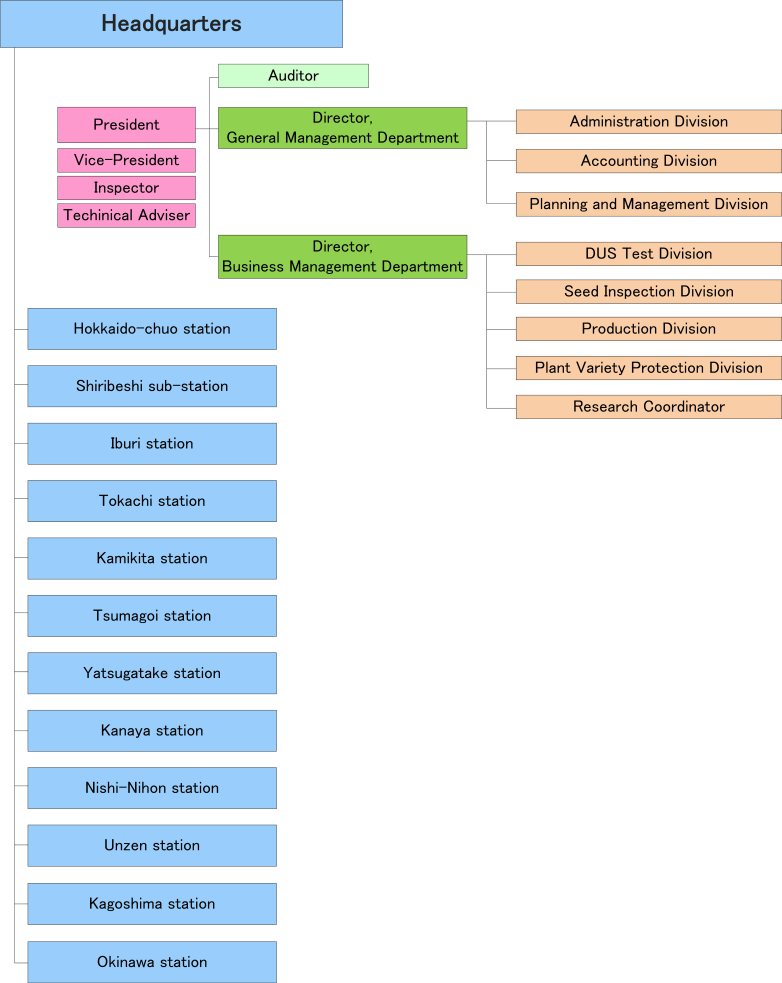 Headquarters
Auditor
President
Vice-President
Inspector
Techinical Adviser
Director,
General Management Department
Administration Division
Accounting Division
Planning and Management Division
Director,
Business Management Department
DUS Test Division
Seed Inspection Division
Production Division
Plant Variety Protection Division
Research Coordinator
Hokkaido-chuo station
Shiribeshi sub-station
Iburi station
Tokachi station
Kamikita station
Tsumagoi station
Yatsugatake station
Kanaya station
Nishi-Nihon station
Unzen station
Kagoshima station
Okinawa station